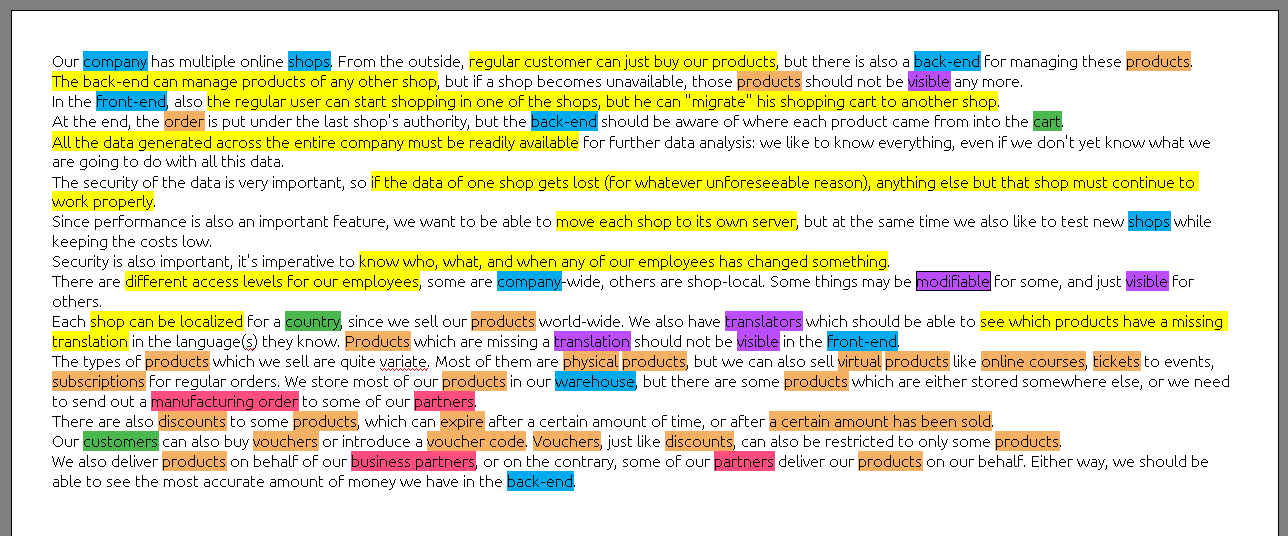 Our company has multiple online shops. From the outside, regular customer can just buy our products, but there is also a back-end for managing these products.
The back-end can manage products of any other shop, but if a shop becomes unavailable, those products should not be visible any more.
In the front-end, also the regular user can start shopping in one of the shops, but he can "migrate" his shopping cart to another shop.
At the end, the order is put under the last shop's authority, but the back-end should be aware of where each product came from into the cart.
All the data generated across the entire company must be readily available for further data analysis: we like to know everything, even if we don't yet know what we
are going to do with all this data.
The security of the data is very important, so if the data of one shop gets lost (for whatever unforeseeable reason), anything else but that shop must continue to
work properly.
Since performance is also an important feature, we want to be able to move each shop to its own server, but at the same time we also like to test new shops while
keeping the costs low.
Security is also important, it's imperative to know who, what, and when any of our employees has changed something.
There are different access levels for our employees, some are company-wide, others are shop-local. Some things may be modifiable for some, and just visible for
others.
Each shop can be localized for a country, since we sell our products world-wide. We also have translators which should be able to see which products have a missing
translation in the language(s) they know. Products which are missing a translation should not be visible in the front-end.
The types of products which we sell are quite variate. Most of them are physical products, but we can also sell virtual products like online courses, tickets to events,
subscriptions for regular orders. We store most of our products in our warehouse, but there are some products which are either stored somewhere else, or we need
to send out a manufacturing order to some of our partners.
There are also discounts to some products, which can expire after a certain amount of time, or after a certain amount has been sold.
Our customers can also buy vouchers or introduce a voucher code. Vouchers, just like discounts, can also be restricted to only some products.
We also deliver products on behalf of our business partners, or on the contrary, some of our partners deliver our products on our behalf. Either way, we should be
able to see the most accurate amount of money we have in the back-end.